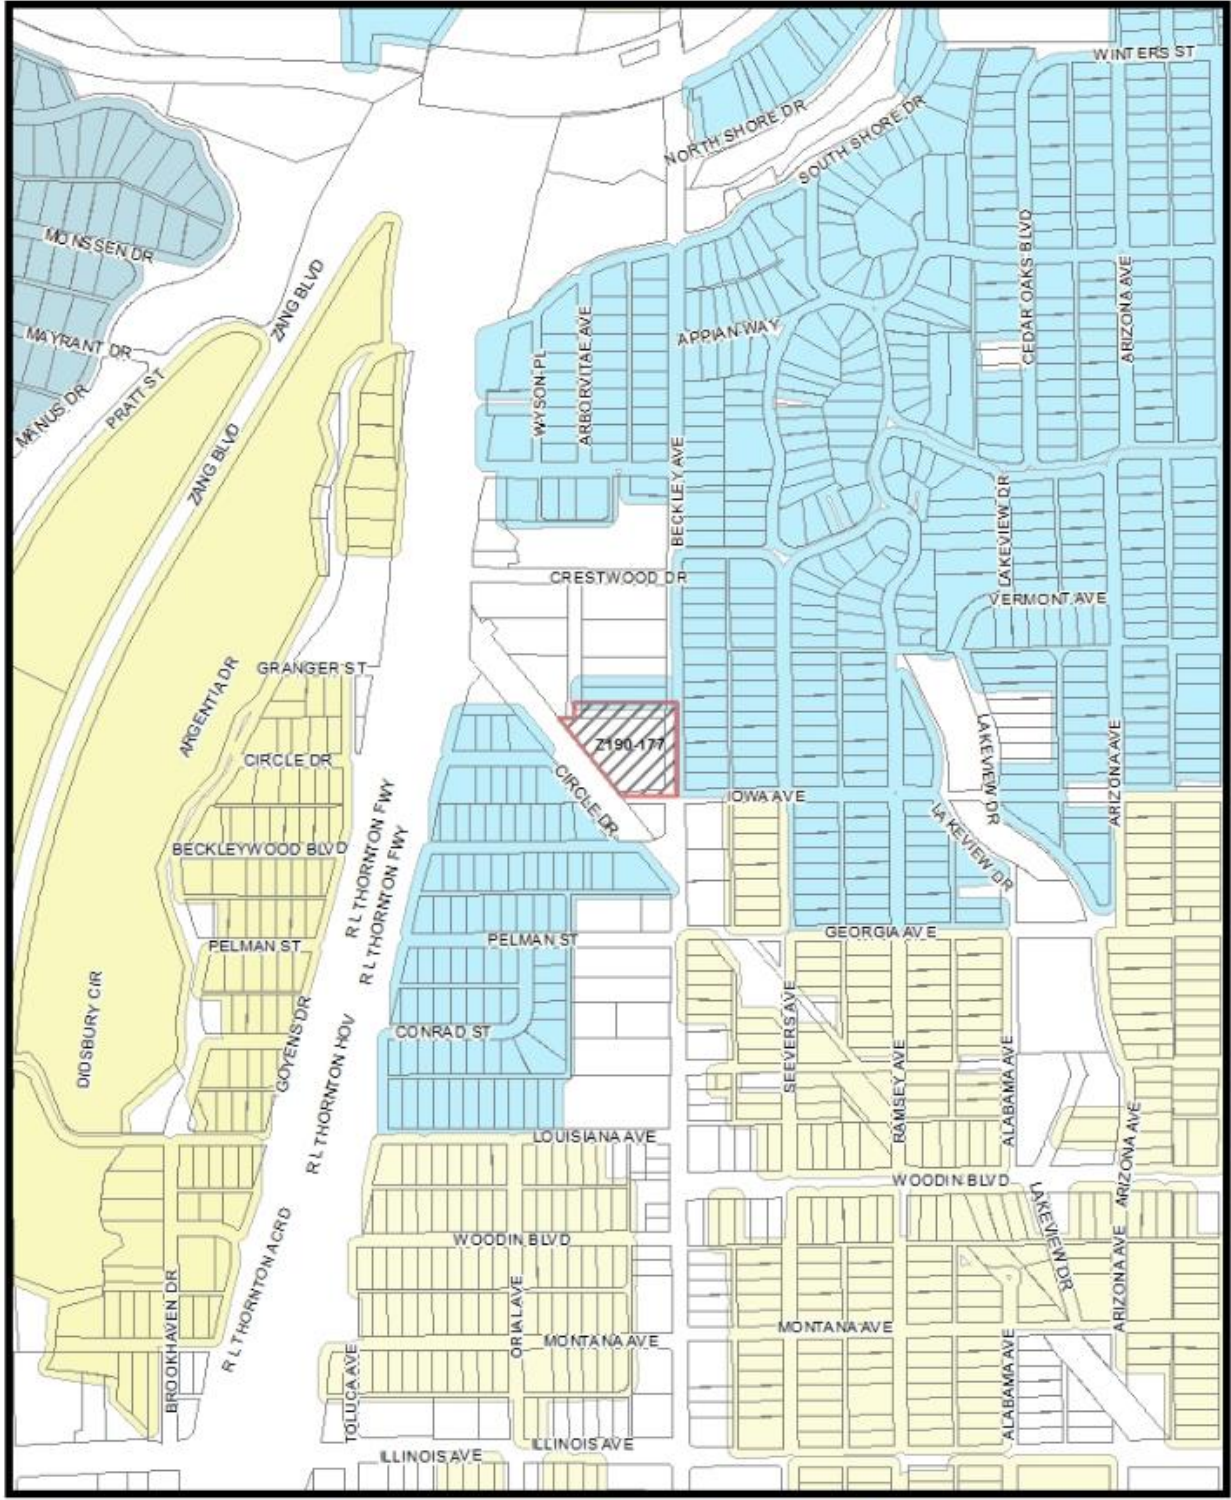 WINTERS ST
NORTH SHORE DR
SOUTH SHORE DR
MONSSEN DR
CEDAR OAKS BLVD
ZANG BLVD
ARIZONA AVE
MAYRANT DR
APPIAN WAY
ARBORVITAE AVE
WYSON PL
MANUS DR
PRATT ST
ZANG BLVD
BECKLEY AVE
LAKEVIEW DR
CRESTWOOD DR
VERMONT AVE
GRANGER ST
ARGENTIA DR
Z190-177
CIRCLE DR
CIRCLE DR
LAKEVIEW DR
ARIZONA AVE
IOWA AVE
R L THORNTON FWY
R L THORNTON FWY
BECKLEYWOOD BLVD
LAKEVIEW DR
PELMAN ST
PELMAN ST
GEORGIA AVE
DIDSBURY CIR
GOYENS DR
CONRAD ST
SEEVERS AVE
RAMSEY AVE
ALABAMA AVE
R L THORNTON HOV
LOUISIANA AVE
ARIZONA AVE
WOODIN BLVD
LAKEVIEW DR
WOODIN BLVD
R L THORNTON ACRD
ARIZONA AVE
BROOKHAVEN DR
ORIAL AVE
MONTANA AVE
MONTANA AVE
TOLUCA AVE
ALABAMA AVE
ILLINOIS AVE
ILLINOIS AVE